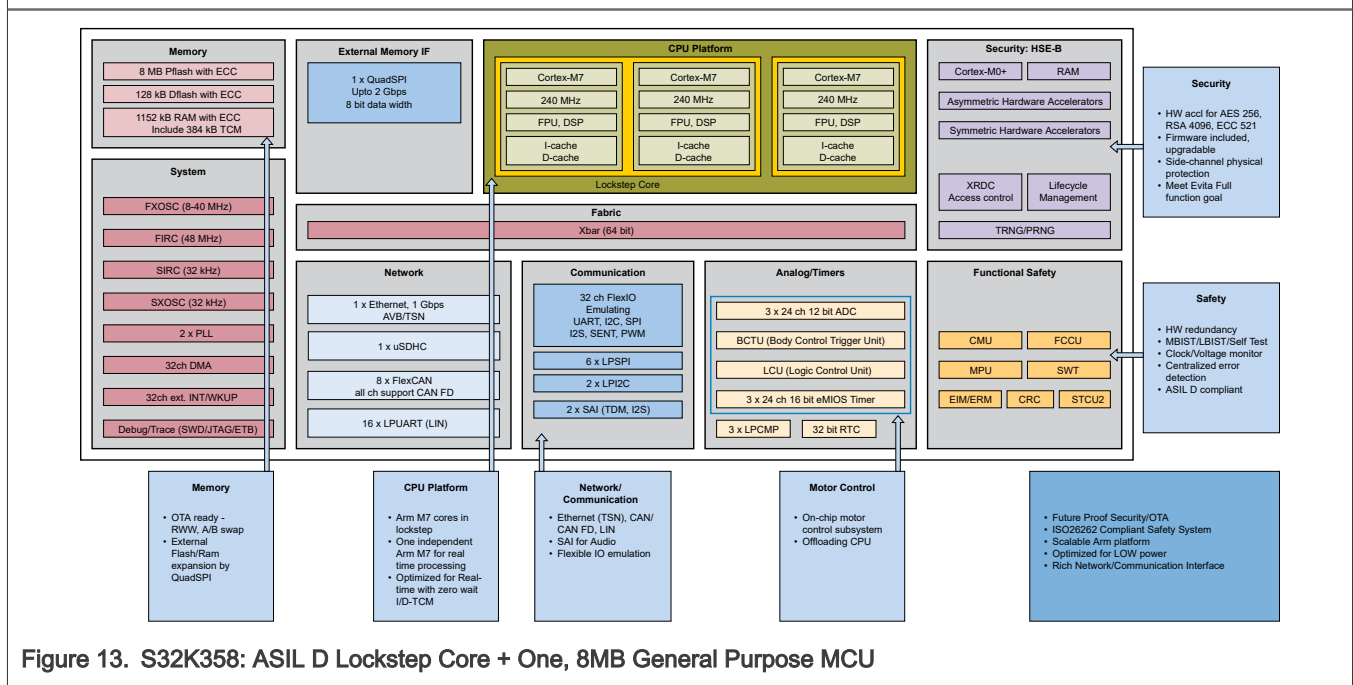 Memory
8 MB Pflash with ECC
128 kB Dflash with ECC
1152 kB RAM with ECC
Include 384 kB TCM
System
FXOSC (8-40 MHz)
FIRC (48 MHz)
SIRC (32 kHz)
SXOSC (32 kHz)
2 x PLL
32ch DMA
32ch ext. INT/WKUP
Debug/Trace (SWD/JTAG/ETB)
External Memory IF
1 x QuadSPI
Upto 2 Gbps
8 bit data width
CPU Platform
Cortex-M7
240 MHz
FPU, DSP
I-cache
D-cache
Cortex-M7
240 MHz
FPU, DSP
I-cache
D-cache
Cortex-M7
240 MHz
FPU, DSP
I-cache
D-cache
Lockstep Core
Fabric
Xbar (64 bit)
Network
1 x Ethernet, 1 Gbps
AVB/TSN
1 x uSDHC
8 x FlexCAN
all ch support CAN FD
16 x LPUART (LIN)
Communication
32 ch FlexIO
Emulating
UART, I2C, SPI
I2S, SENT, PWM
6 x LPSPI
2 x LPI2C
2 x SAI (TDM, I2S)
Analog/Timers
3 x 24 ch 12 bit ADC
BCTU (Body Control Trigger Unit)
LCU (Logic Control Unit)
3 x 24 ch 16 bit eMIOS Timer
3 x LPCMP
32 bit RTC
Security: HSE-B
Cortex-M0+
RAM
Asymmetric Hardware Accelerators
Symmetric Hardware Accelerators
XRDC
Access control
Lifecycle
Management
TRNG/PRNG
Functional Safety
CMU
FCCU
MPU
SWT
EIM/ERM
CRC
STCU2
Security
• HW accl for AES 256,
RSA 4096, ECC 521
• Firmware included,
upgradable
• Side-channel physical
protection
• Meet Evita Full
function goal
Safety
• HW redundancy
• MBIST/LBIST/Self Test
• Clock/Voltage monitor
• Centralized error
detection
• ASIL D compliant
Memory
• OTA ready -
RWW, A/B swap
• External
Flash/Ram
expansion by
QuadSPI
CPU Platform
• Arm M7 cores in
lockstep
• One independent
Arm M7 for real
time processing
• Optimized for Real-
time with zero wait
I/D-TCM
Network/
Communication
• Ethernet (TSN), CAN/
CAN FD, LIN
• SAI for Audio
• Flexible IO emulation
Motor Control
• On-chip motor
control subsystem
• Offloading CPU
• Future Proof Security/OTA
• ISO26262 Compliant Safety System
• Scalable Arm platform
• Optimized for LOW power
• Rich Network/Communication Interface
Figure 13. S32K358: ASIL D Lockstep Core + One, 8MB General Purpose MCU